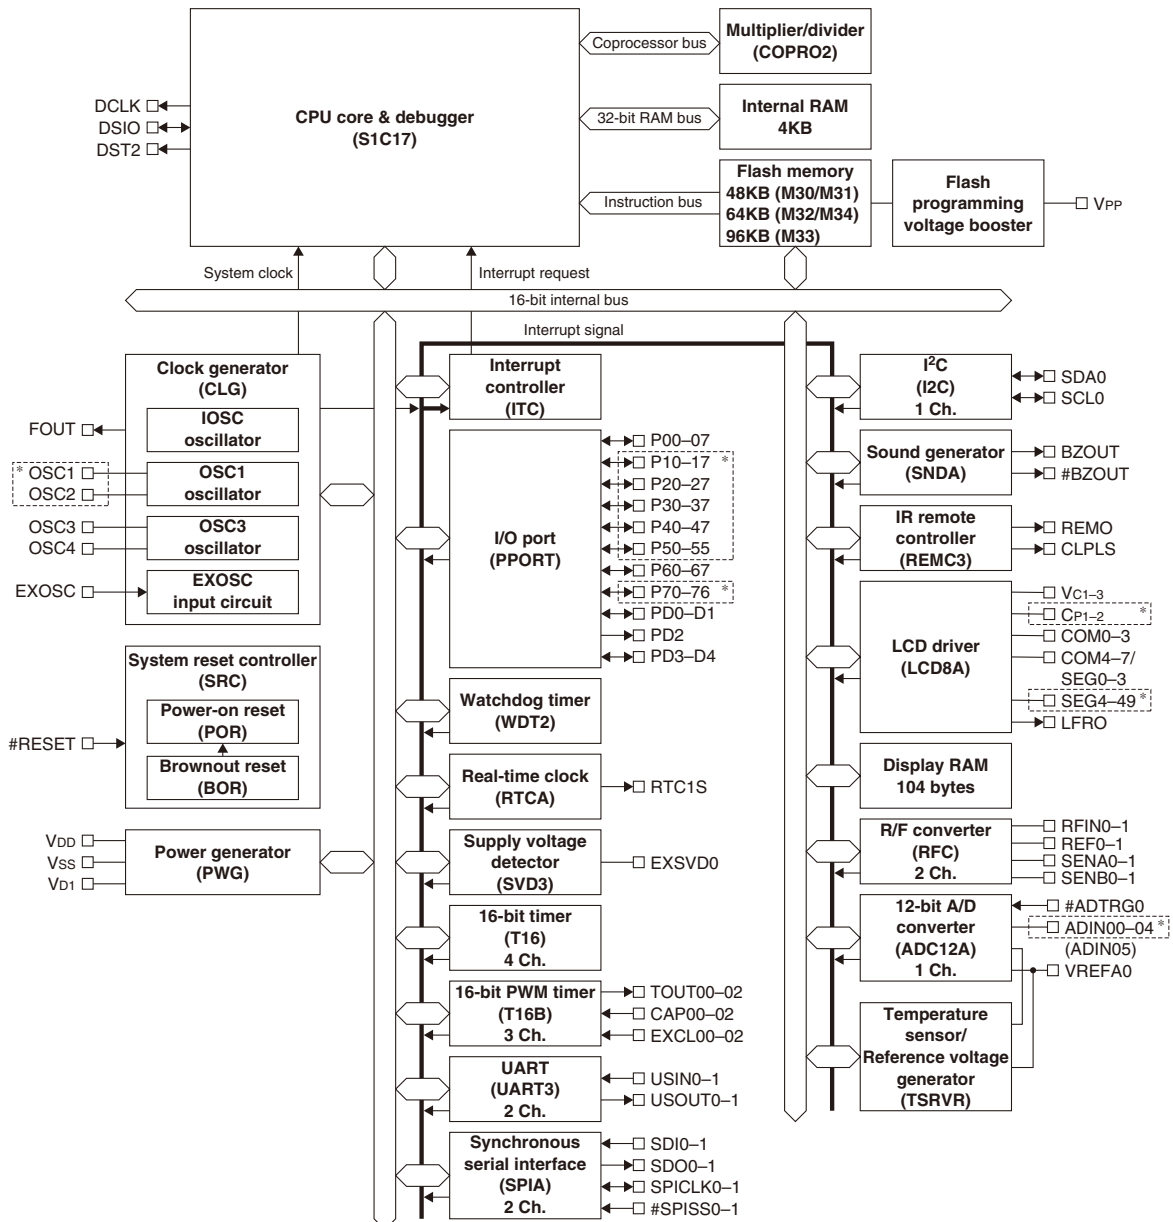 Coprocessor bus
Multiplier/divider
(COPRO2)
DCLK
DSIO
DST2
CPU core & debugger
(S1C17)
32-bit RAM bus
Internal RAM
4KB
Instruction bus
Flash memory
48KB (M30/M31)
64KB (M32/M34)
96KB (M33)
Flash
programming
voltage booster
VPP
System clock
Interrupt request
16-bit internal bus
Interrupt signal
Clock generator
(CLG)
IOSC
oscillator
OSC1
oscillator
OSC3
oscillator
EXOSC
input circuit
FOUT
* OSC1
OSC2
OSC3
OSC4
EXOSC
System reset controller
(SRC)
Power-on reset
(POR)
Brownout reset
(BOR)
#RESET
VDD
VSS
VD1
Power generator
(PWG)
Interrupt
controller
(ITC)
I/O port
(PPORT)
P00–07
P10–17 *
P20–27
P30–37
P40–47
P50–55
P60–67
P70–76 *
PD0–D1
PD2
PD3–D4
Watchdog timer
(WDT2)
Real-time clock
(RTCA)
RTC1S
Supply voltage
detector
(SVD3)
EXSVD0
16-bit timer
(T16)
4 Ch.
16-bit PWM timer
(T16B)
3 Ch.
TOUT00–02
CAP00–02
EXCL00–02
UART
(UART3)
2 Ch.
USIN0–1
USOUT0–1
Synchronous
serial interface
(SPIA)
2 Ch.
SDI0–1
SDO0–1
SPICLK0–1
#SPISS0–1
I²C
(I2C)
1 Ch.
SDA0
SCL0
Sound generator
(SNDA)
BZOUT
#BZOUT
IR remote
controller
(REMC3)
REMO
CLPLS
LCD driver
(LCD8A)
VC1–3
CP1–2 *
COM0–3
COM4–7/
SEG0–3
SEG4–49 *
LFRO
Display RAM
104 bytes
R/F converter
(RFC)
2 Ch.
RFIN0–1
REF0–1
SENA0–1
SENB0–1
12-bit A/D
converter
(ADC12A)
1 Ch.
#ADTRG0
ADIN00–04 *
(ADIN05)
VREFA0
Temperature
sensor/
Reference voltage
generator
(TSRVR)